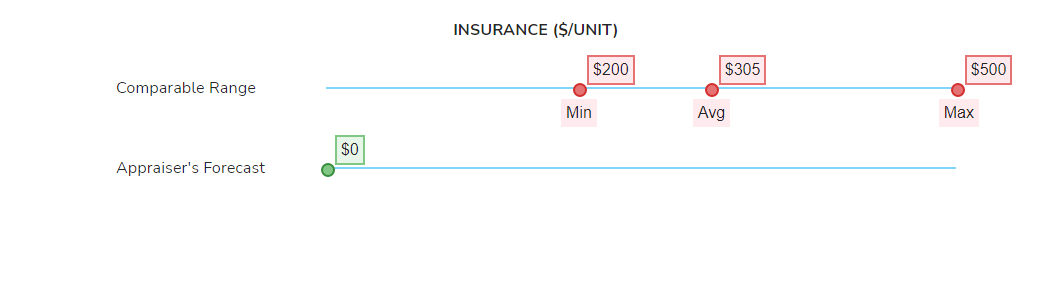 INSURANCE ($/UNIT)
Comparable Range
$200
$305
$500
Min
Avg
Max
Appraiser's Forecast
$0